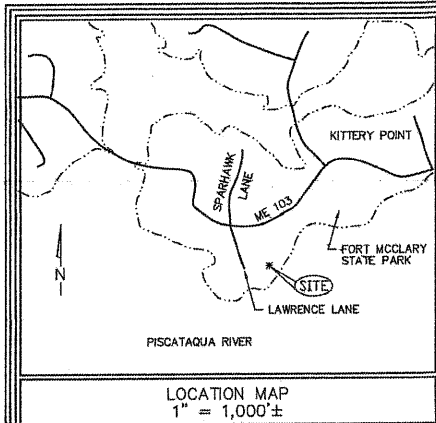 KITTERY POINT
SPARHAWK
LANE
ME 103
FORT MCCLARY
STATE PARK
N
SITE
LAWRENCE LANE
PISCATAQUA RIVER
LOCATION MAP
1" = 1,000'±